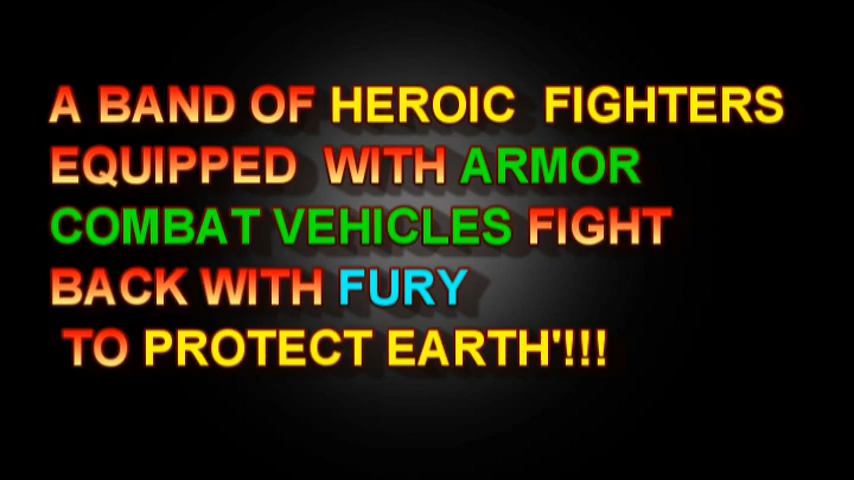 A BAND OF HEROIC FIGHTERS
EQUIPPED WITH ARMOR
COMBAT VEHICLES FIGHT
BACK WITH FURY
TO PROTECT EARTH'!!!